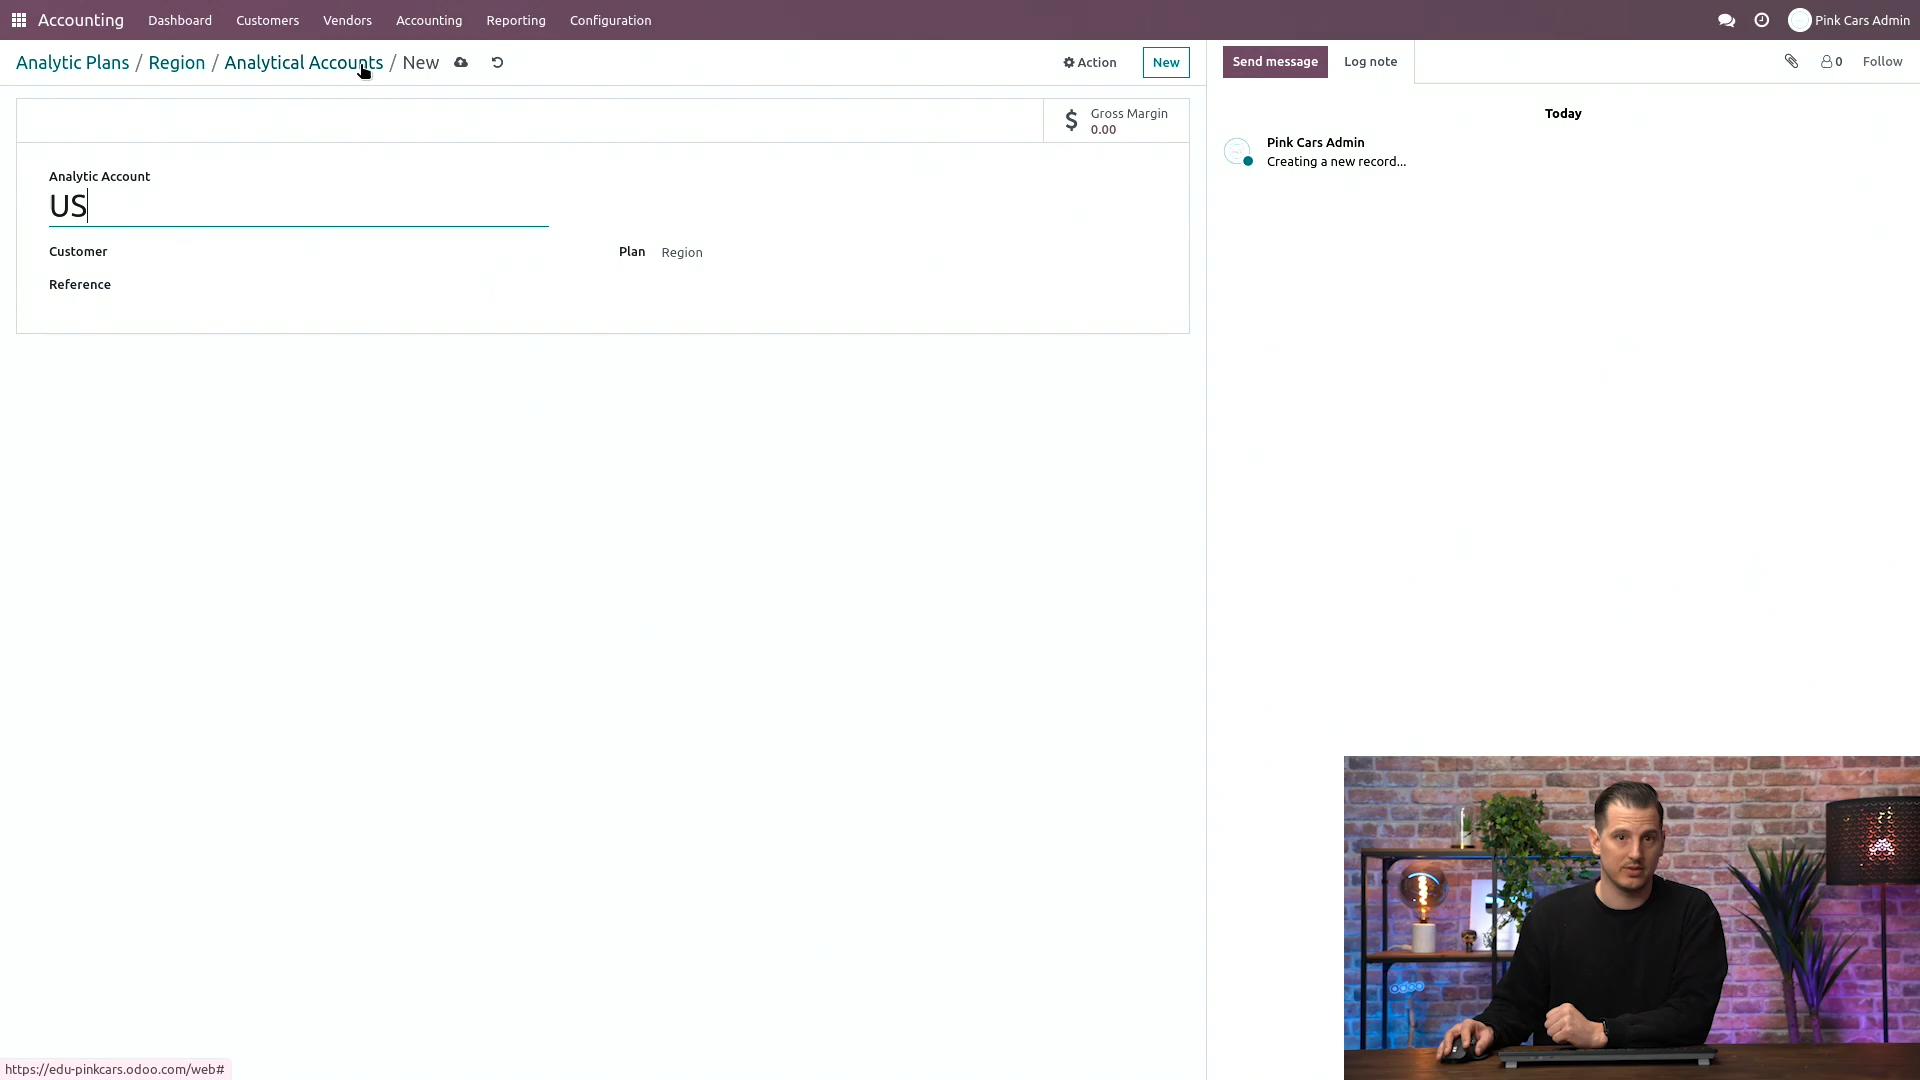 Accounting Dashboard Customers Vendors Accounting Reporting Configuration Pink Cars Admin
Analytic Plans / Region / Analytical Accounts / New Action New Send message Log note 0 Follow
$ Gross Margin
0.00
Today
Pink Cars Admin
Creating a new record...
Analytic Account
US
Customer
Plan Region
Reference
https://edu-pinkcars.odoo.com/web#